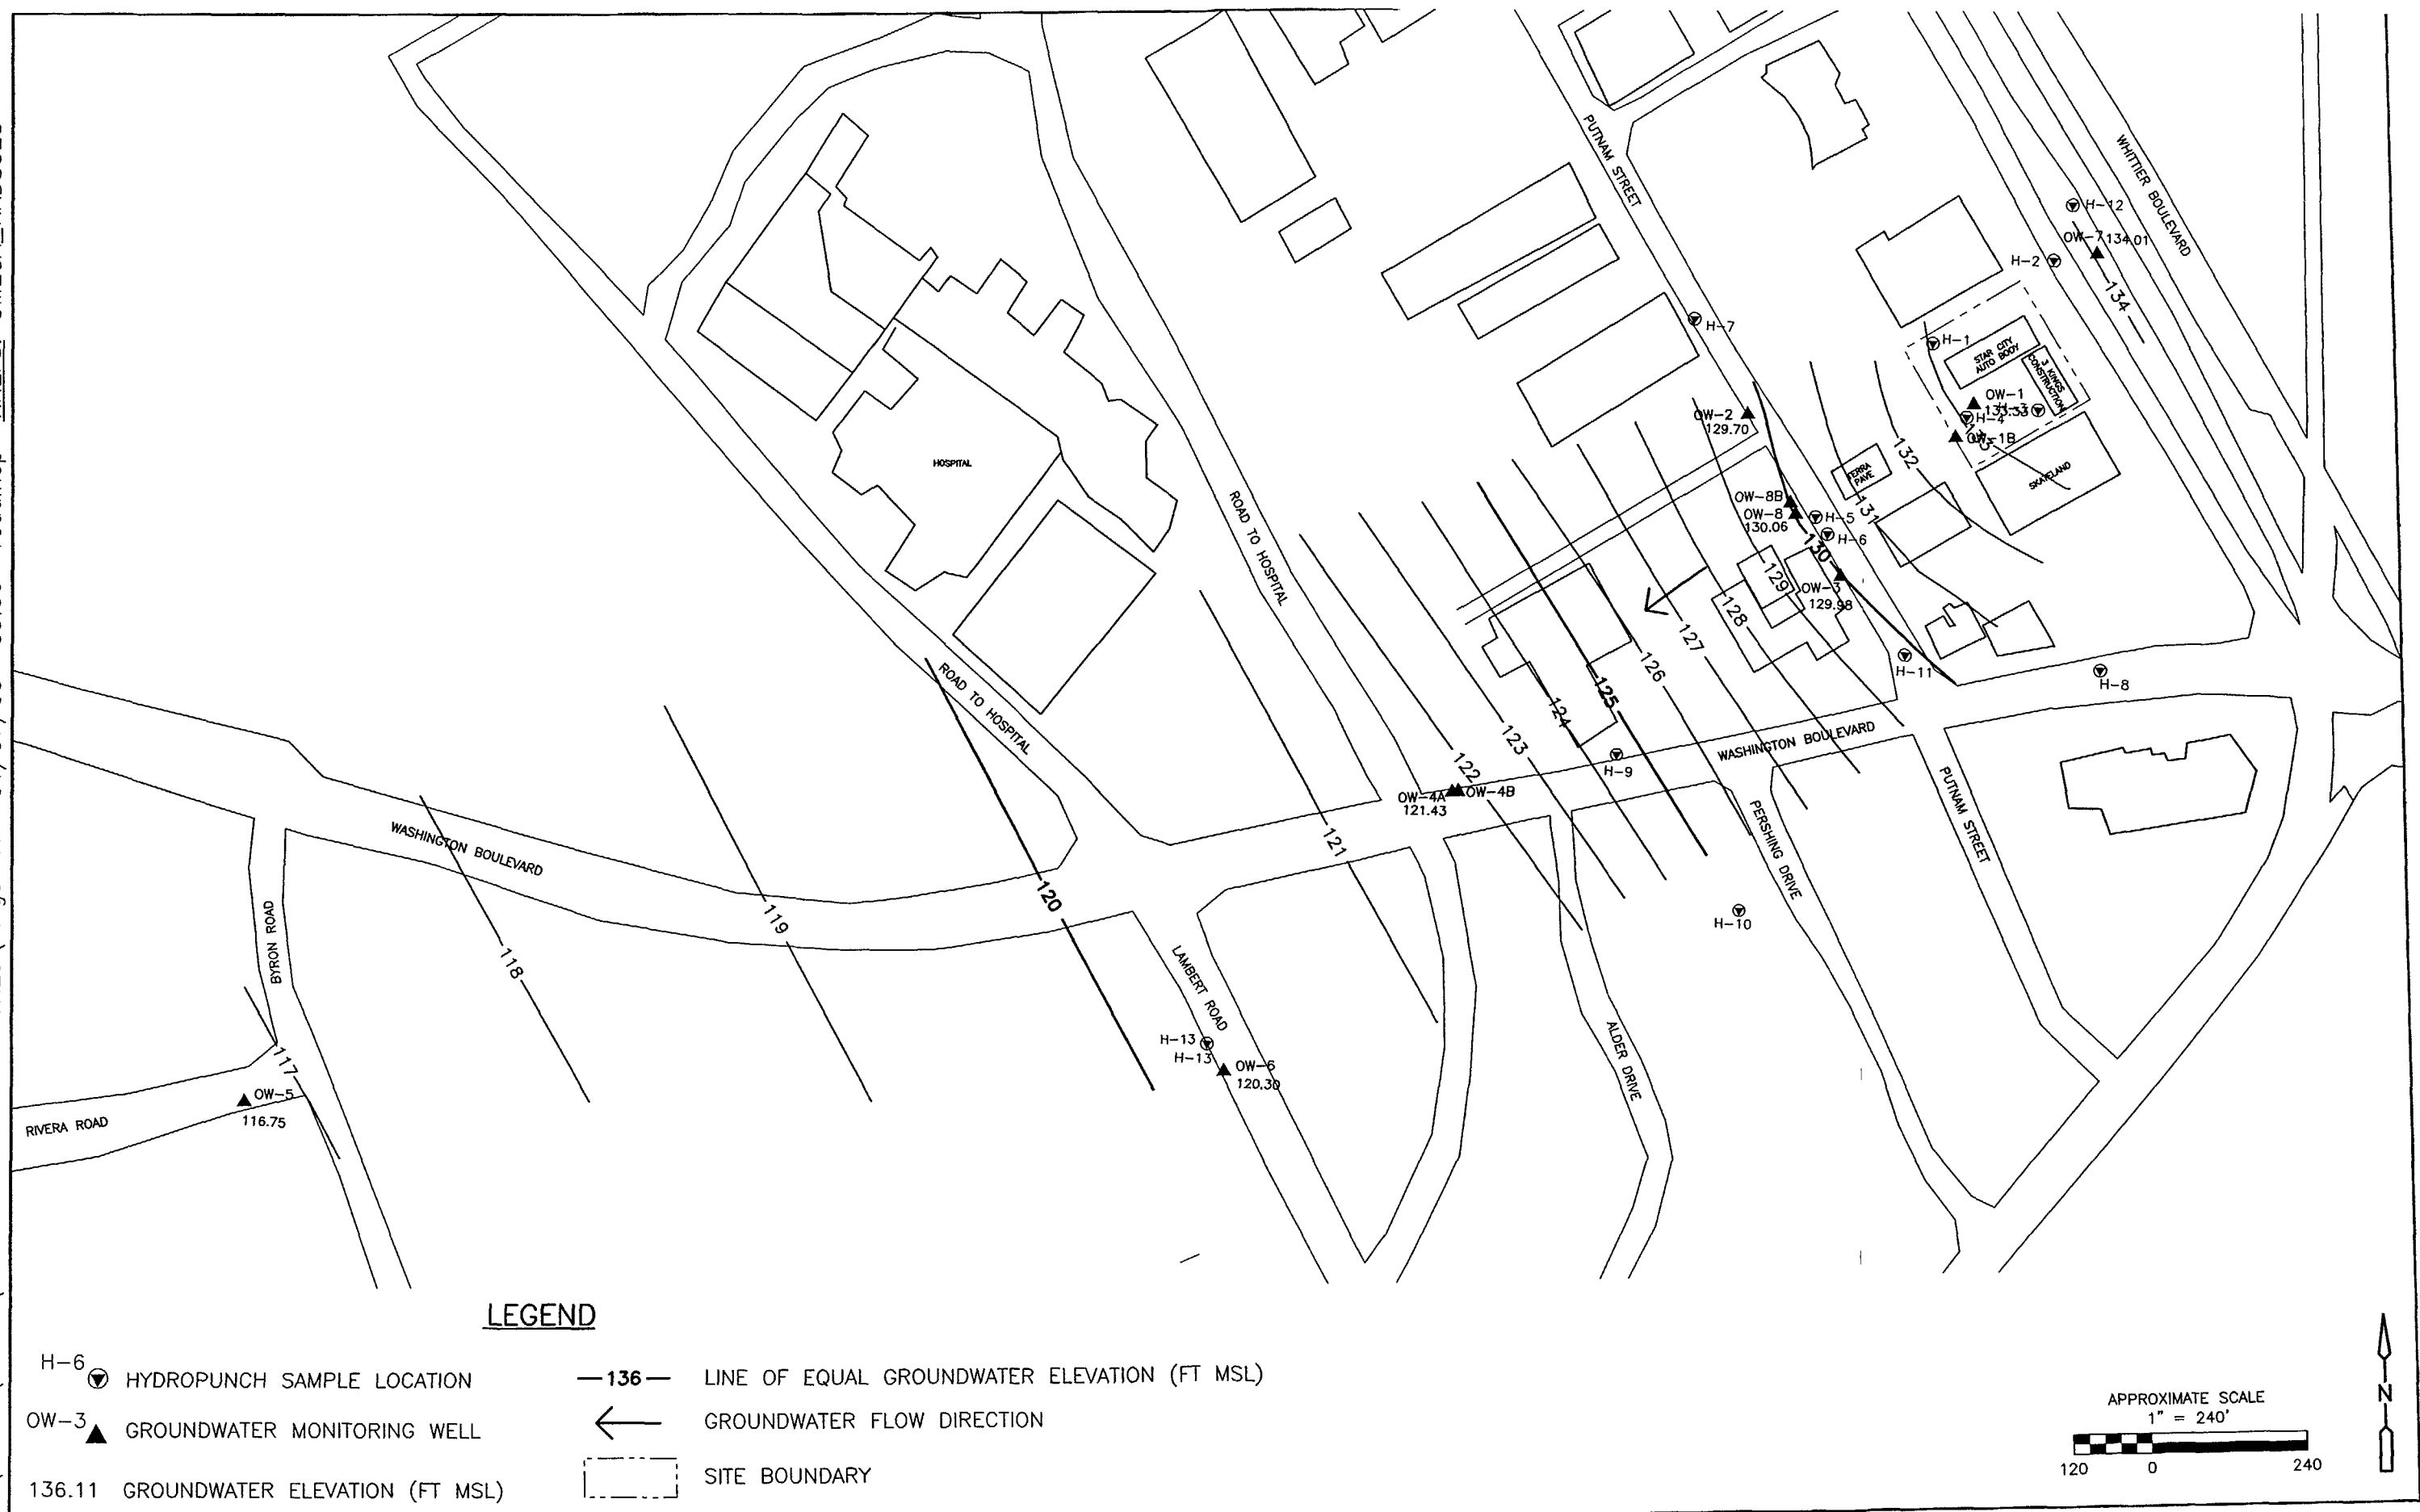 PUTNAM STREET
WHITTIER BOULEVARD
H-12
OW-7
134.01
H-2
134
H-7
H-1
STAR CITY
AUTO BODY
3 KINGS
CONSTRUCTION
OW-1
133.33
H-4
OW-1B
OW-2
129.70
132
TERRA
PAVE
SKATELAND
HOSPITAL
ROAD TO HOSPITAL
OW-8B
OW-8
130.06
H-5
131
H-6
130
129
OW-3
129.98
128
127
126
125
124
123
122
121
H-11
H-8
ROAD TO HOSPITAL
WASHINGTON BOULEVARD
H-9
OW-4A
OW-4B
121.43
PERSHING DRIVE
PUTNAM STREET
WASHINGTON BOULEVARD
120
119
118
BYRON ROAD
H-10
LAMBERT ROAD
ALDER DRIVE
H-13
H-13
OW-6
120.30
117
OW-5
116.75
RIVERA ROAD
LEGEND
H-6
HYDROPUNCH SAMPLE LOCATION
OW-3
GROUNDWATER MONITORING WELL
136.11 GROUNDWATER ELEVATION (FT MSL)
136 LINE OF EQUAL GROUNDWATER ELEVATION (FT MSL)
GROUNDWATER FLOW DIRECTION
SITE BOUNDARY
APPROXIMATE SCALE
1" = 240'
120 0 240
N